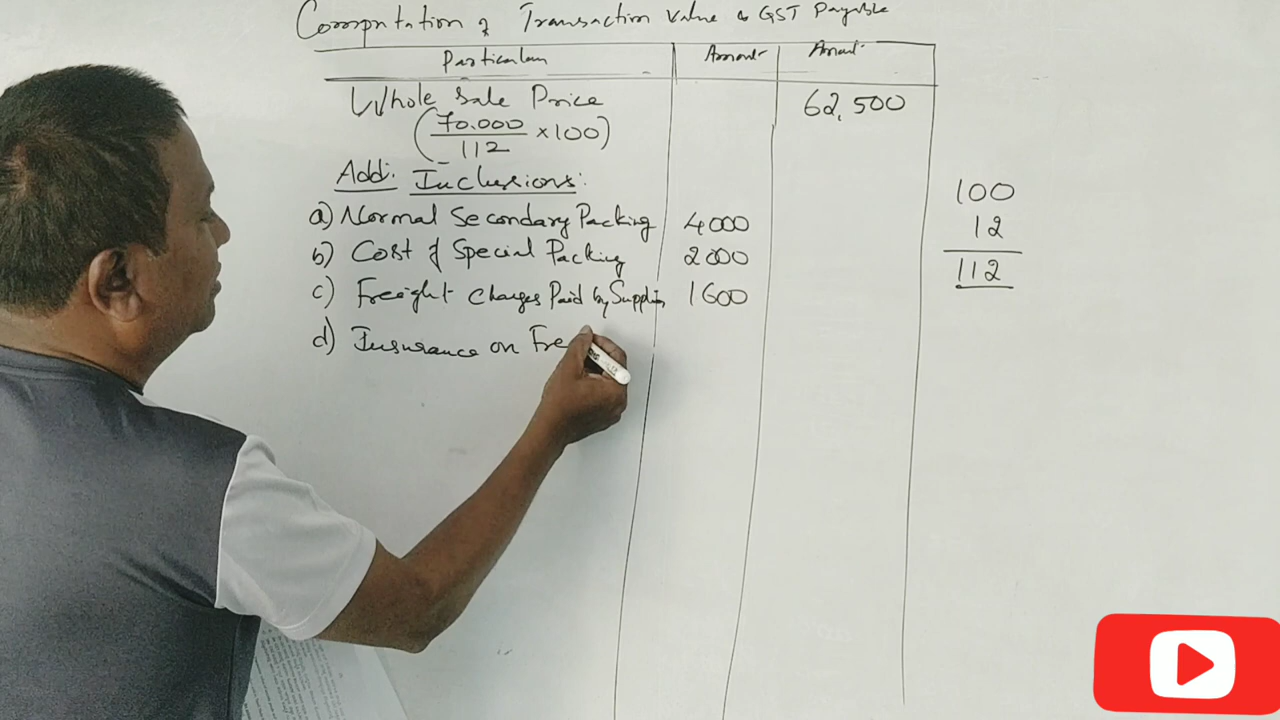 Computation of Transaction Value & GST Payable
Particulars Amount Amount
Whole Sale Price 62,500
(70.000/112 ×100)
Add: Inclusions:
a) Normal Secondary Packing 4000
b) Cost of Special Packing 2000
c) Freight Charges Paid by Supplier 1600
d) Insurance on Fre
100
12
112